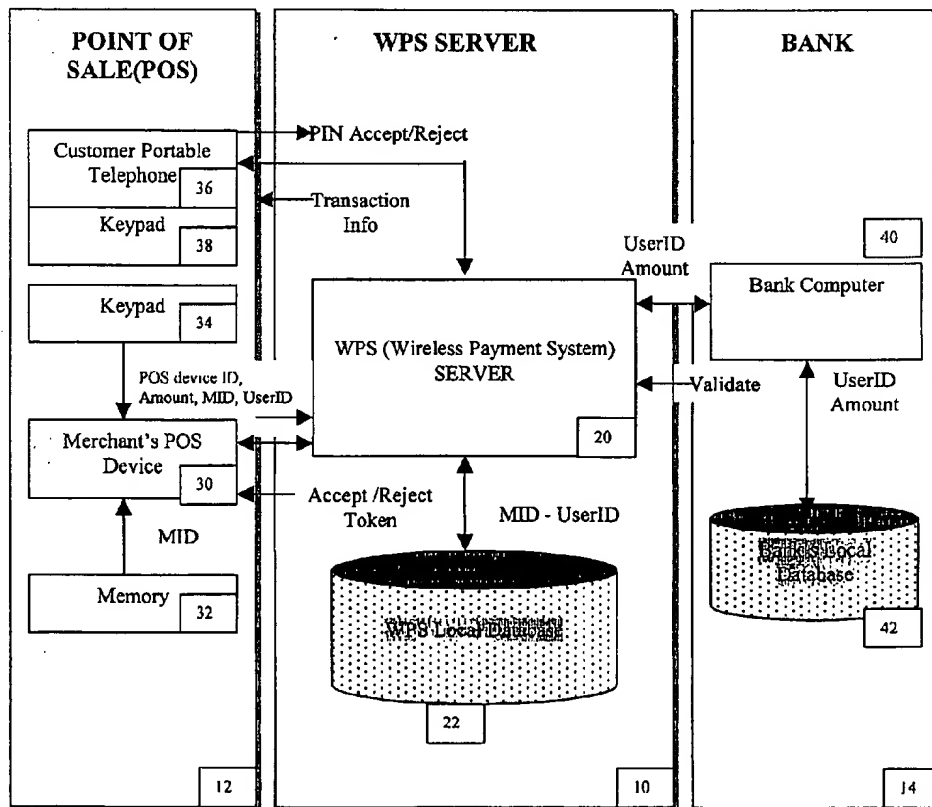 POINT OF
SALE(POS)
WPS SERVER
BANK
PIN Accept/Reject
Customer Portable
Telephone
36
Keypad
38
Transaction
Info
Keypad
34
UserID
Amount
40
Bank Computer
WPS (Wireless Payment System)
SERVER
20
POS device ID,
Amount, MID, UserID
Validate
UserID
Amount
Merchant's POS
Device
30
Accept /Reject
Token
MID - UserID
MID
Memory
32
WPS Local Database
22
Bank's Local
Database
42
12
10
14